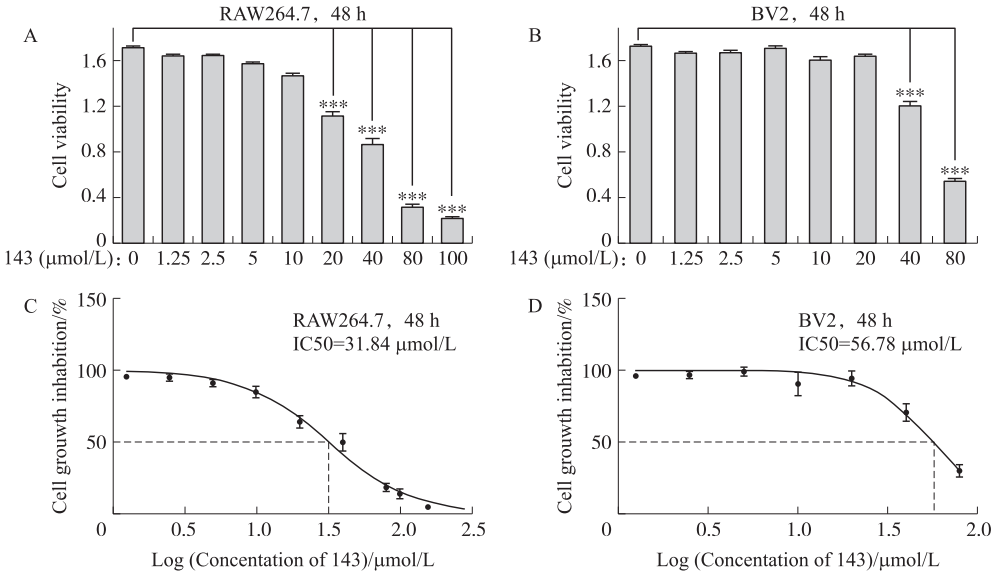 A
RAW264.7, 48 h
Cell viability
1.6
1.2
0.8
0.4
0
***
***
***
***
143 (μmol/L): 0 1.25 2.5 5 10 20 40 80 100
B
BV2, 48 h
Cell viability
1.6
1.2
0.8
0.4
0
***
***
143 (μmol/L): 0 1.25 2.5 5 10 20 40 80
C
RAW264.7, 48 h
IC50=31.84 μmol/L
Cell grouwth inhabition/%
150
100
50
0 0.5 1.0 1.5 2.0 2.5
Log (Concentation of 143)/μmol/L
D
BV2, 48 h
IC50=56.78 μmol/L
Cell grouwth inhabition/%
150
100
50
0 0.5 1.0 1.5 2.0
Log (Concentation of 143)/μmol/L